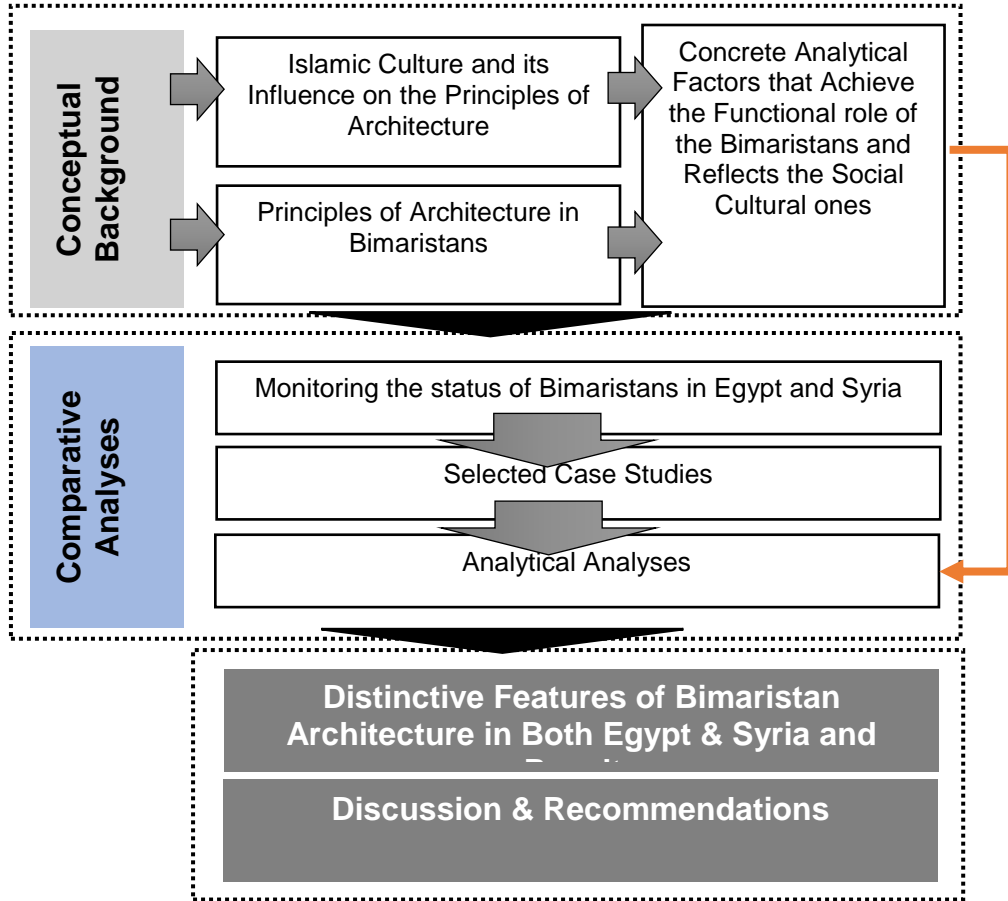 Conceptual
Background
Islamic Culture and its
Influence on the Principles of
Architecture
Principles of Architecture in
Bimaristans
Concrete Analytical
Factors that Achieve
the Functional role of
the Bimaristans and
Reflects the Social
Cultural ones
Comparative
Analyses
Monitoring the status of Bimaristans in Egypt and Syria
Selected Case Studies
Analytical Analyses
Distinctive Features of Bimaristan
Architecture in Both Egypt & Syria and
Discussion & Recommendations